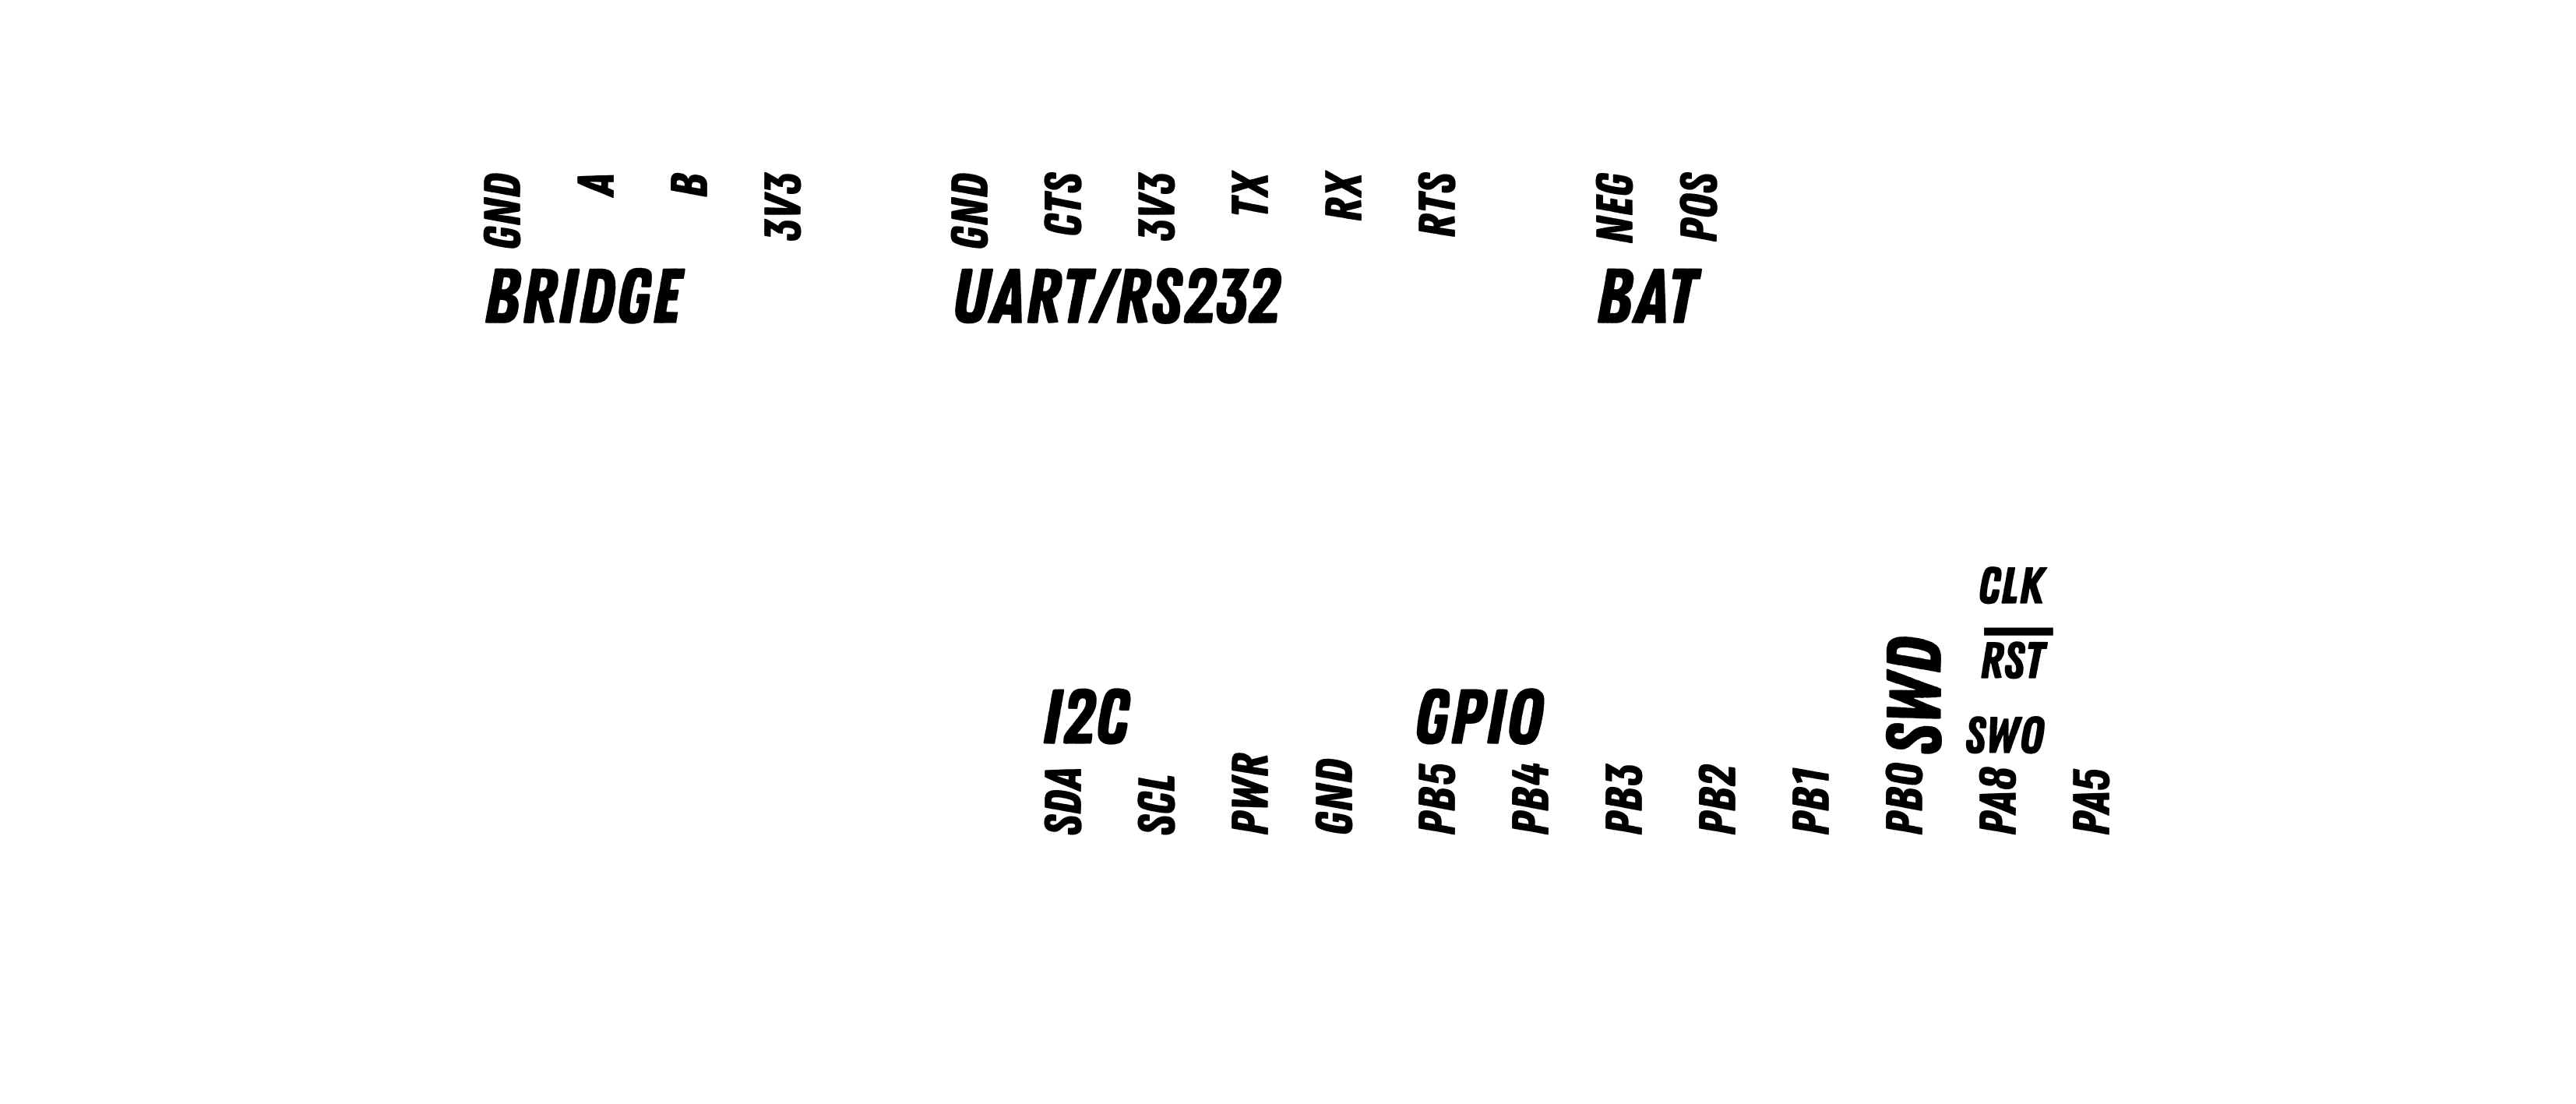 GND A B 3V3
BRIDGE
GND CTS 3V3 TX RX RTS
UART/RS232
NEG POS
BAT
CLK
RST
SWO
SWD
I2C
SDA SCL PWR GND
GPIO
PB5 PB4 PB3 PB2 PB1 PB0 PA8 PA5